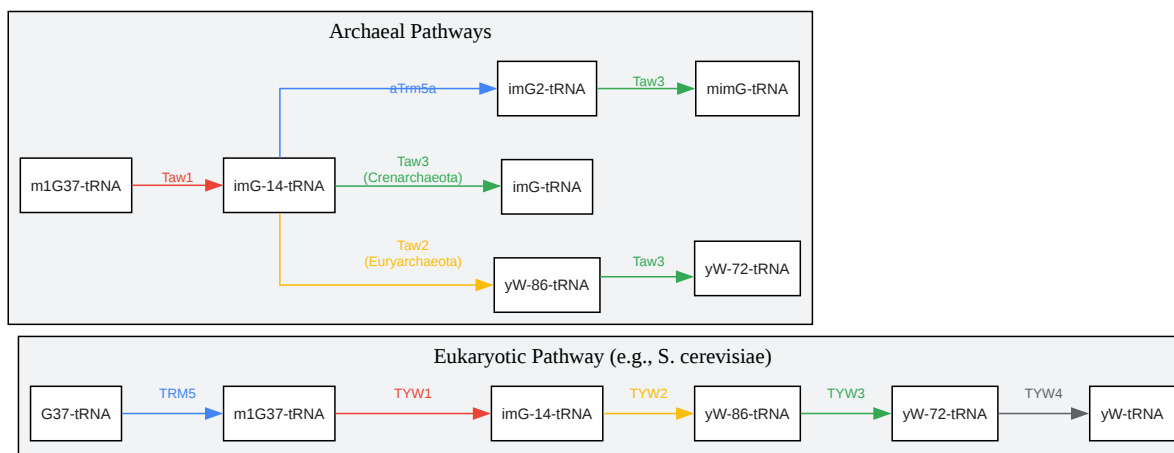 Archaeal Pathways
aTrm5a
imG2-tRNA
Taw3
mimG-tRNA
m1G37-tRNA
Taw1
imG-14-tRNA
Taw3
(Crenarchaeota)
imG-tRNA
Taw2
(Euryarchaeota)
yW-86-tRNA
Taw3
yW-72-tRNA
Eukaryotic Pathway (e.g., S. cerevisiae)
G37-tRNA
TRM5
m1G37-tRNA
TYW1
imG-14-tRNA
TYW2
yW-86-tRNA
TYW3
yW-72-tRNA
TYW4
yW-tRNA